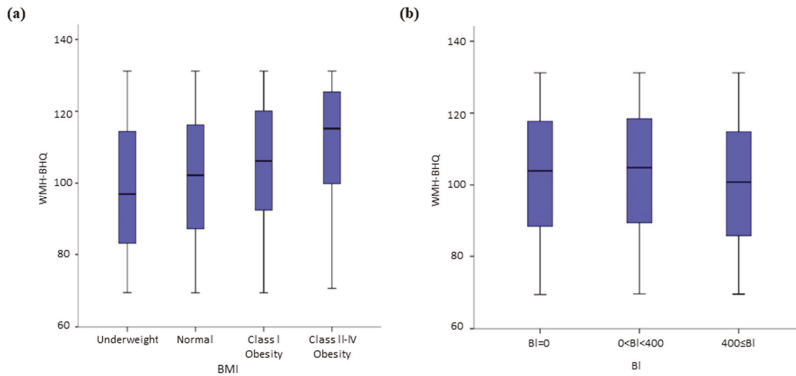 (a)
140
120
100
80
60
WMH-BHQ
Underweight
Normal
Class I
Obesity
Class II-IV
Obesity
BMI
(b)
140
120
100
80
60
WMH-BHQ
BI=0
0<BI<400
400≤BI
BI